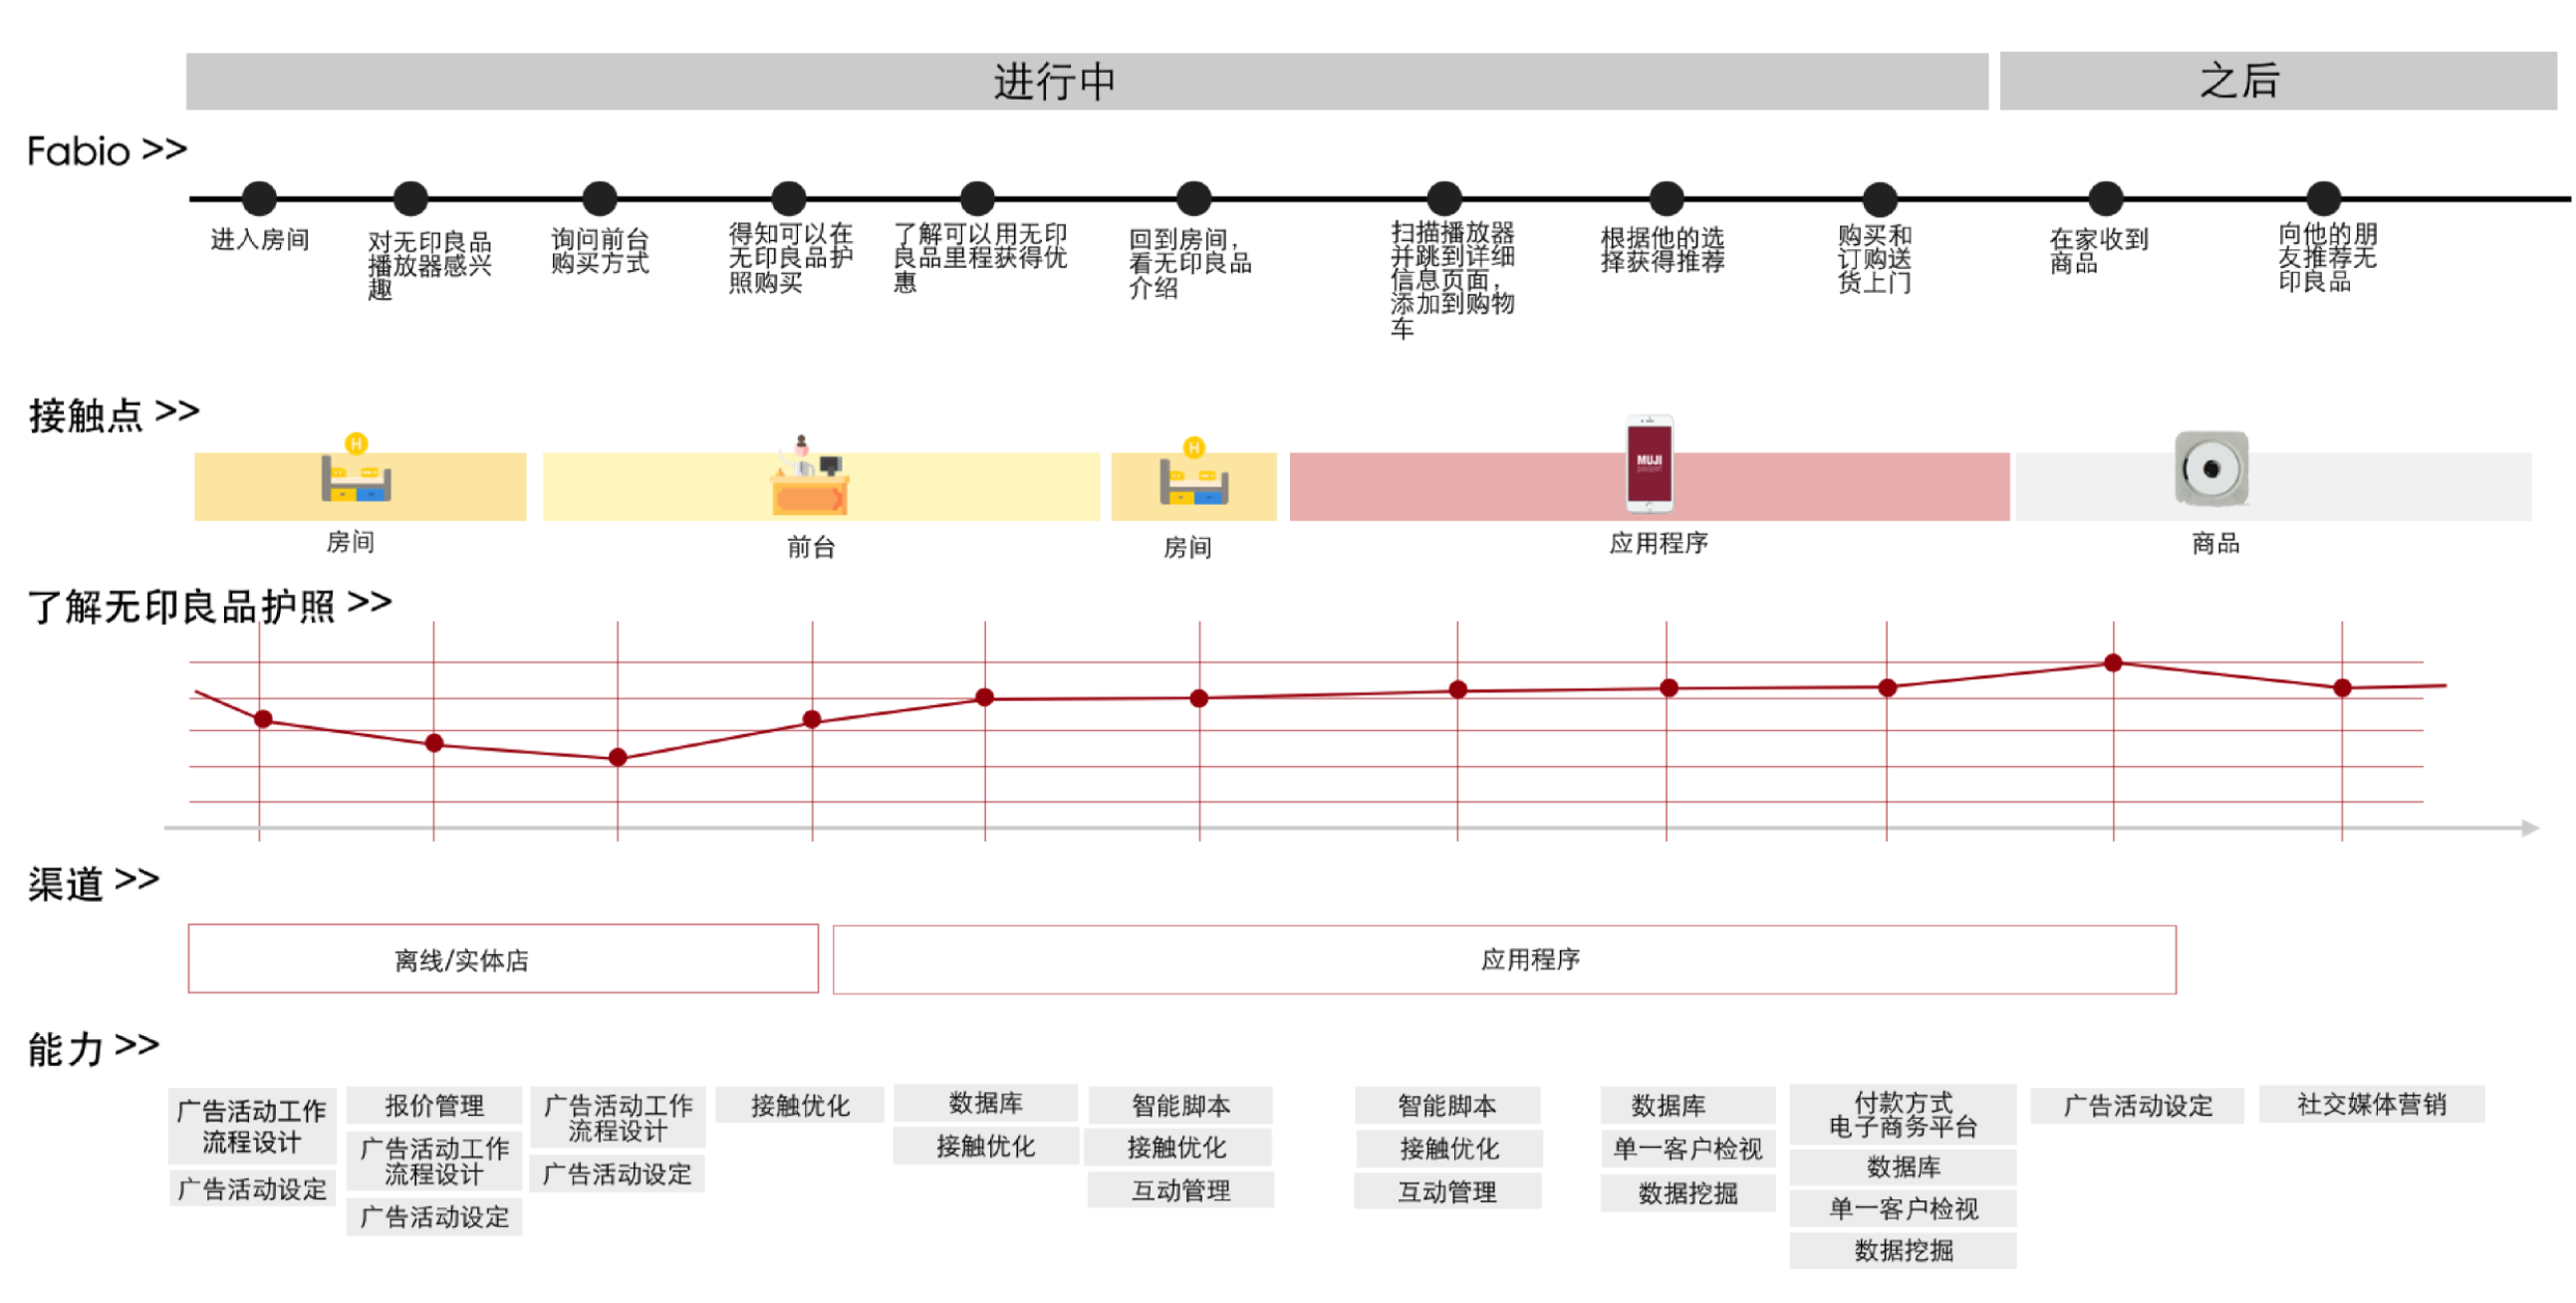 进行中
之后
Fabio >>
进入房间
对无印良品
播放器感兴
趣
询问前台
购买方式
得知可以在
无印良品护
照购买
了解可以用无印
良品里程获得优
惠
回到房间，
看无印良品
介绍
扫描播放器
并跳到详细
信息页面，
添加到购物
车
根据他的选
择获得推荐
购买和
订购送
货上门
在家收到
商品
向他的朋
友推荐无
印良品
接触点 >>
H
H
MUJI
passport
房间
前台
房间
应用程序
商品
了解无印良品护照 >>
渠道 >>
离线/实体店
应用程序
能力 >>
广告活动工作
流程设计
广告活动设定
报价管理
广告活动工作
流程设计
广告活动设定
广告活动工作
流程设计
广告活动设定
接触优化
数据库
接触优化
智能脚本
接触优化
互动管理
智能脚本
接触优化
互动管理
数据库
单一客户检视
数据挖掘
付款方式
电子商务平台
数据库
单一客户检视
数据挖掘
广告活动设定
社交媒体营销